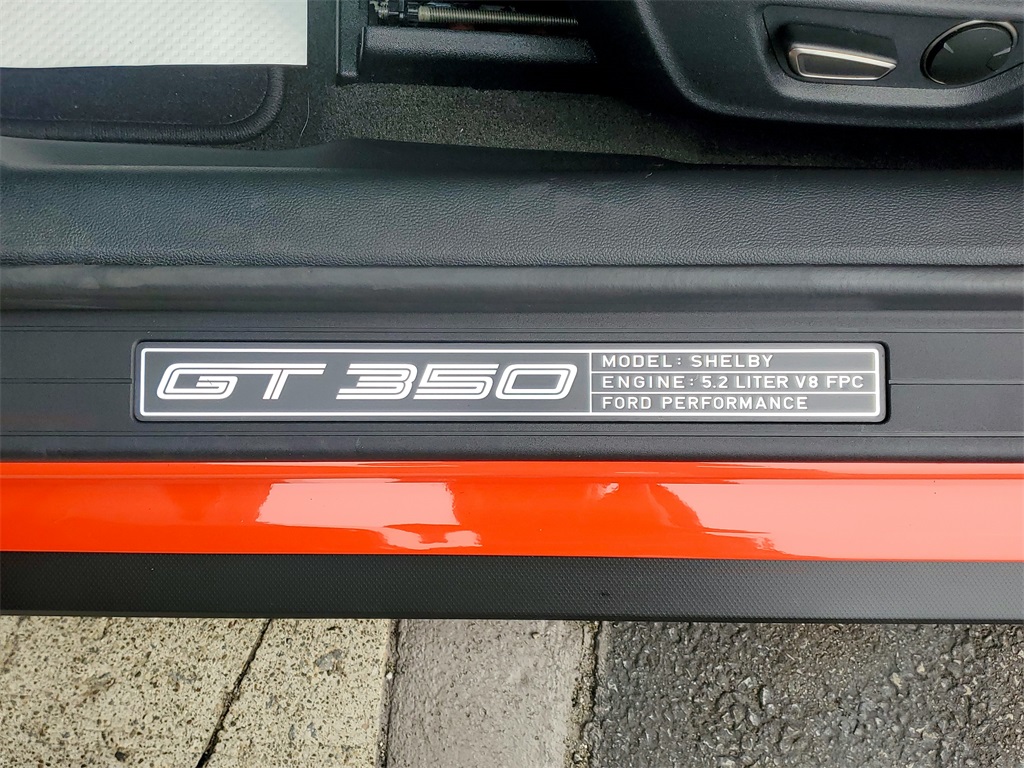 GT 350
MODEL: SHELBY
ENGINE: 5.2 LITER V8 FPC
FORD PERFORMANCE